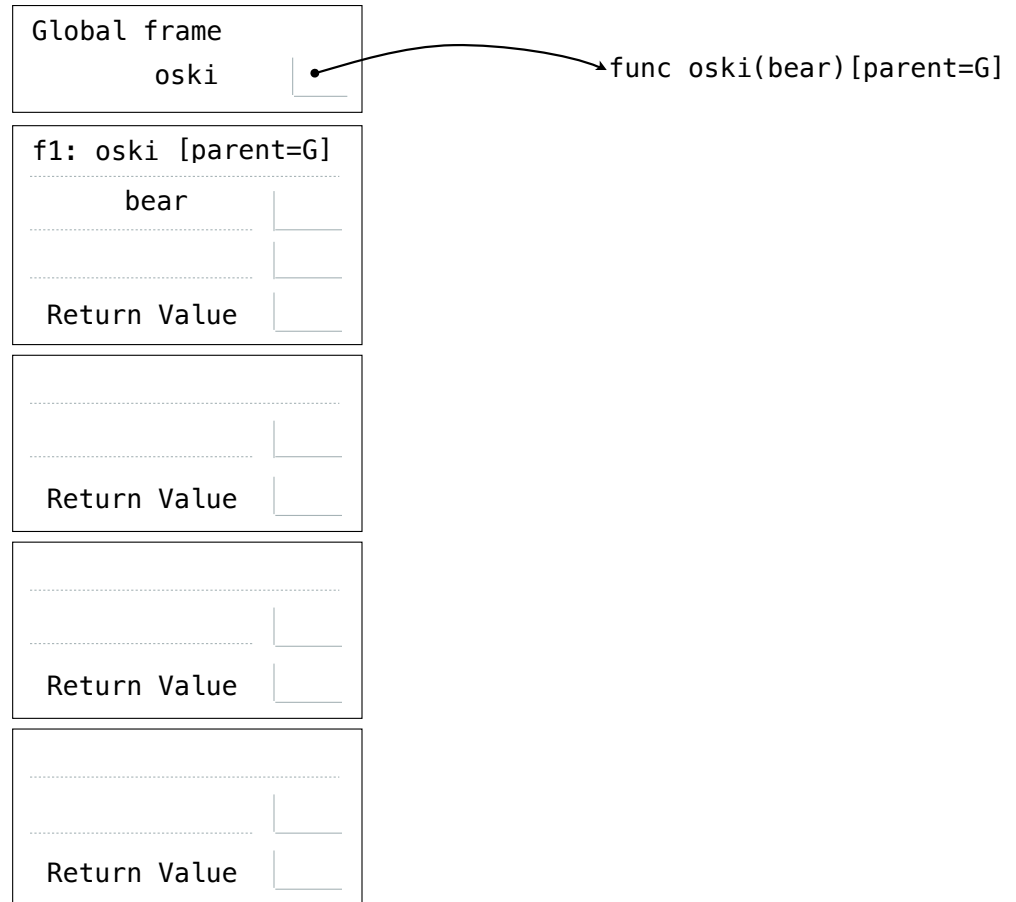 Global frame
oski
func oski(bear)[parent=G]
f1: oski [parent=G]
bear
Return Value
Return Value
Return Value
Return Value